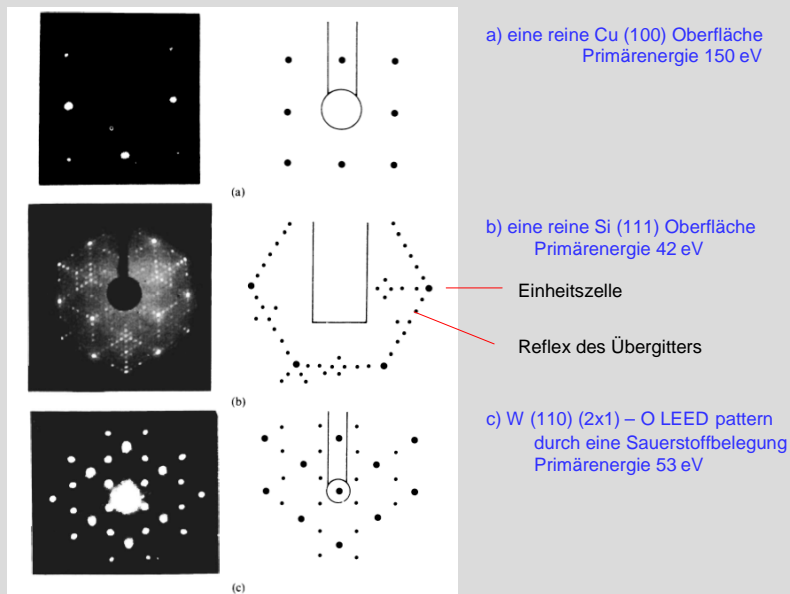 a) eine reine Cu (100) Oberfläche
Primärenergie 150 eV
(a)
b) eine reine Si (111) Oberfläche
Primärenergie 42 eV
Einheitszelle
Reflex des Übergitters
(b)
c) W (110) (2x1) – O LEED pattern
durch eine Sauerstoffbelegung
Primärenergie 53 eV
(c)